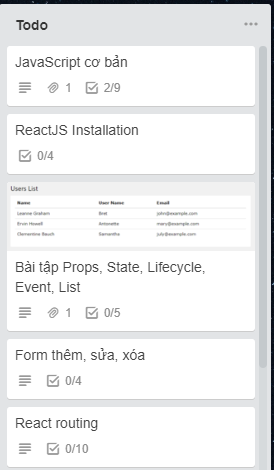 Todo
JavaScript cơ bản
1 2/9
ReactJS Installation
0/4
Users List
Name User Name Email
Leanne Graham Bret john@example.com
Ervin Howell Antonette mary@example.com
Clementine Bauch Samantha july@example.com
Bài tập Props, State, Lifecycle,
Event, List
1 0/5
Form thêm, sửa, xóa
0/4
React routing
0/10